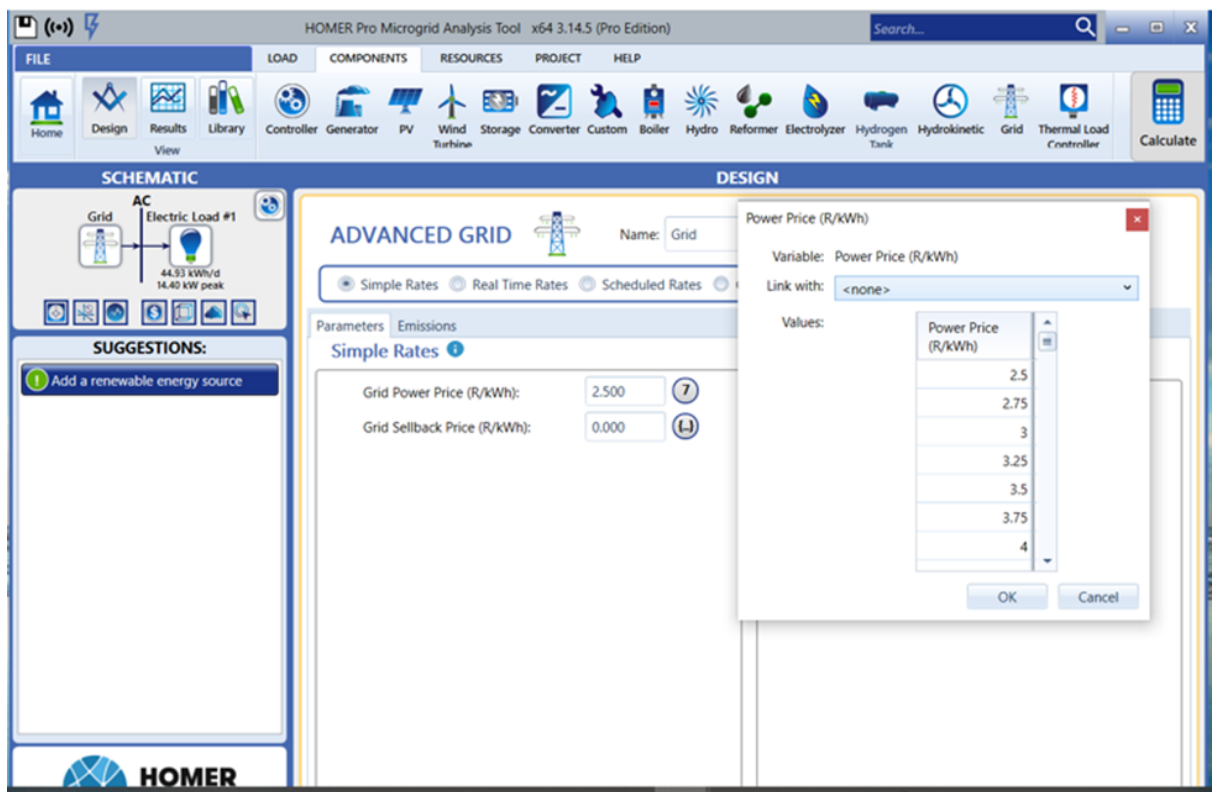 HOMER Pro Microgrid Analysis Tool x64 3.14.5 (Pro Edition)
Search...
FILE
LOAD COMPONENTS RESOURCES PROJECT HELP
Home Design Results Library Controller Generator PV Wind Turbine Storage Converter Custom Boiler Hydro Reformer Electrolyzer Hydrogen Tank Hydrokinetic Grid Thermal Load Controller Calculate
View
SCHEMATIC
DESIGN
AC
Grid Electric Load #1
44.93 kWh/d
14.40 kW peak
SUGGESTIONS:
Add a renewable energy source
HOMER
ADVANCED GRID Name: Grid
Simple Rates Real Time Rates Scheduled Rates
Parameters Emissions
Simple Rates
Grid Power Price (R/kWh): 2.500 7
Grid Sellback Price (R/kWh): 0.000 {..}
Power Price (R/kWh)
Variable: Power Price (R/kWh)
Link with: <none>
Values:
Power Price
(R/kWh)
2.5
2.75
3
3.25
3.5
3.75
4
OK Cancel